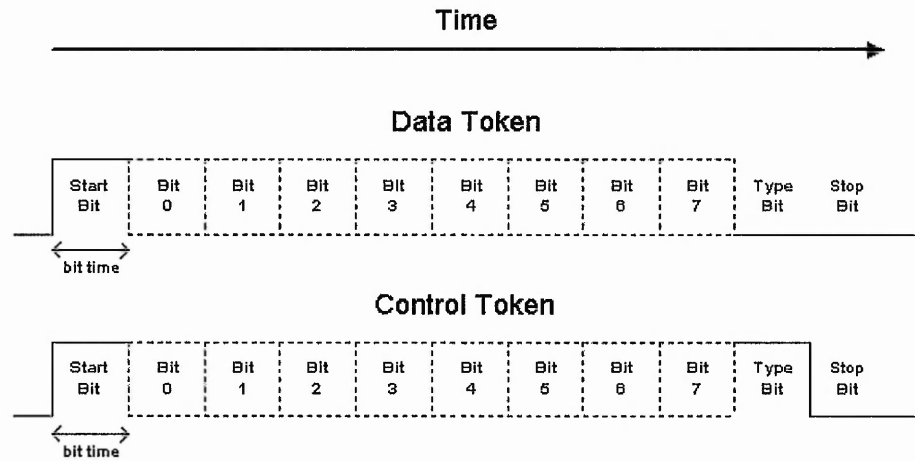 Time
Data Token
Start Bit Bit Bit Bit Bit Bit Bit Bit Type Stop
Bit 0 1 2 3 4 5 6 7 Bit Bit
bit time
Control Token
Start Bit Bit Bit Bit Bit Bit Bit Bit Type Stop
Bit 0 1 2 3 4 5 6 7 Bit Bit
bit time